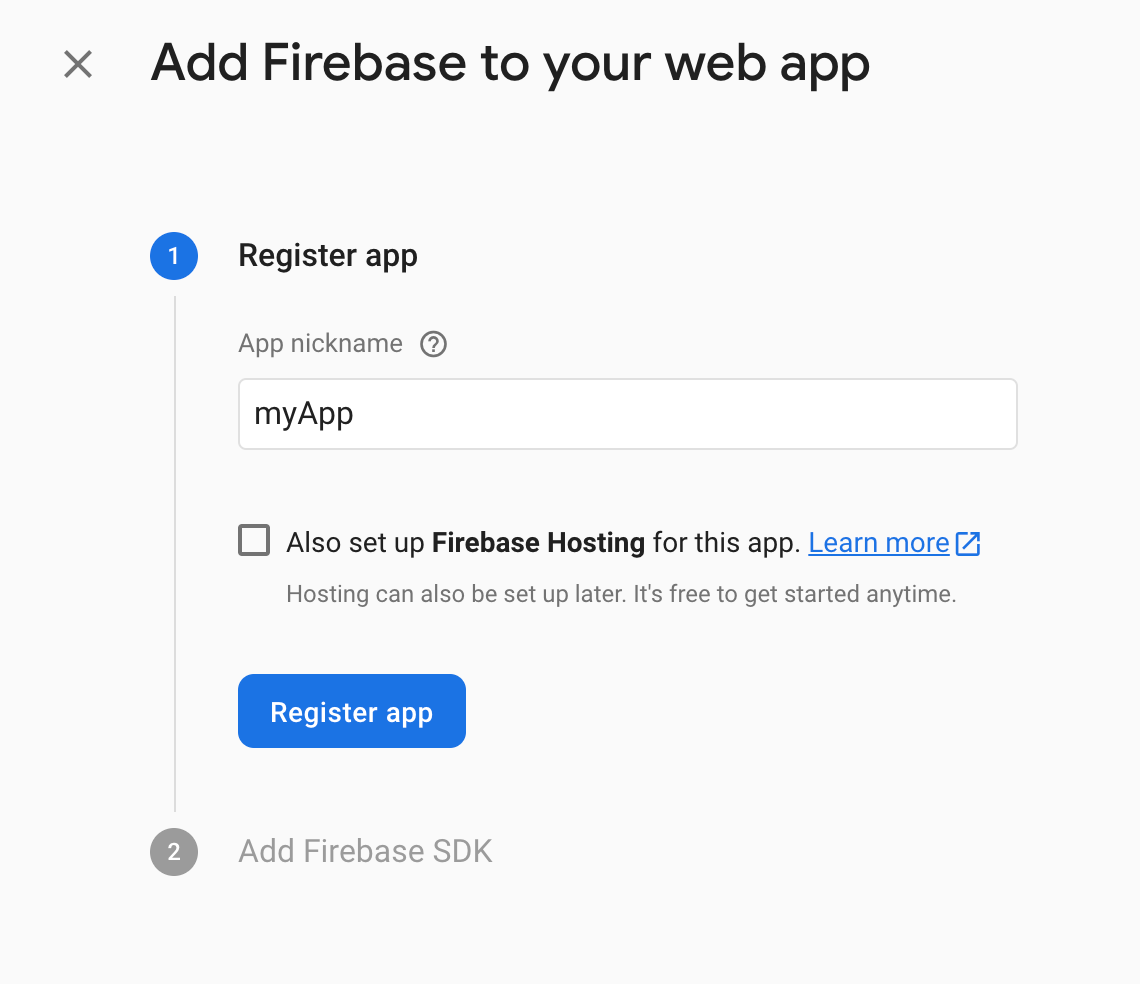 Add Firebase to your web app
1 Register app
App nickname ?
myApp
Also set up Firebase Hosting for this app. Learn more
Hosting can also be set up later. It's free to get started anytime.
Register app
2 Add Firebase SDK